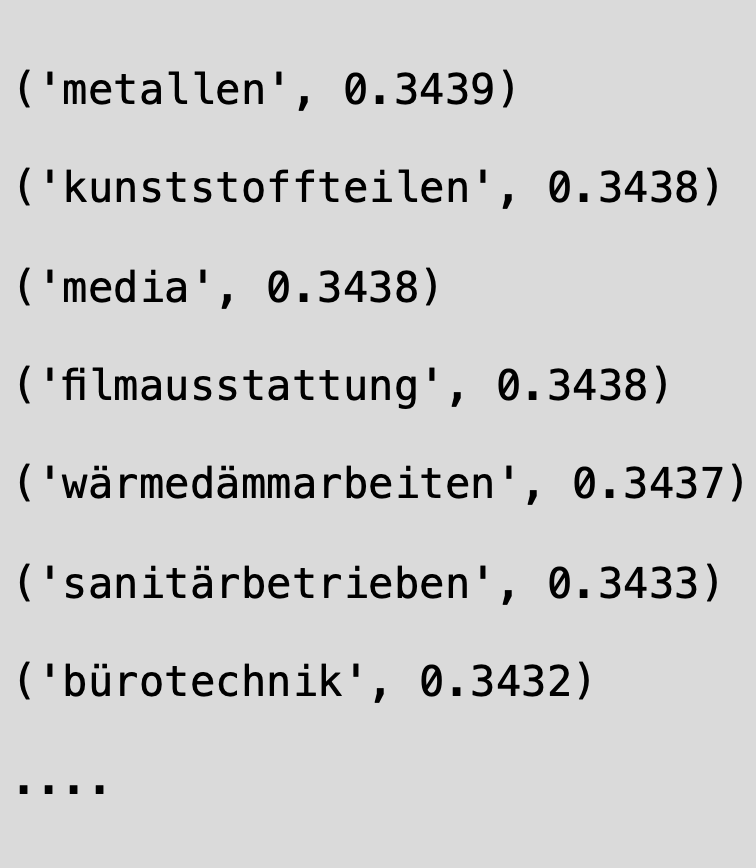 ('metallen', 0.3439)
('kunststoffteilen', 0.3438)
('media', 0.3438)
('filmausstattung', 0.3438)
('wärmedämmarbeiten', 0.3437)
('sanitärbetrieben', 0.3433)
('bürotechnik', 0.3432)
....